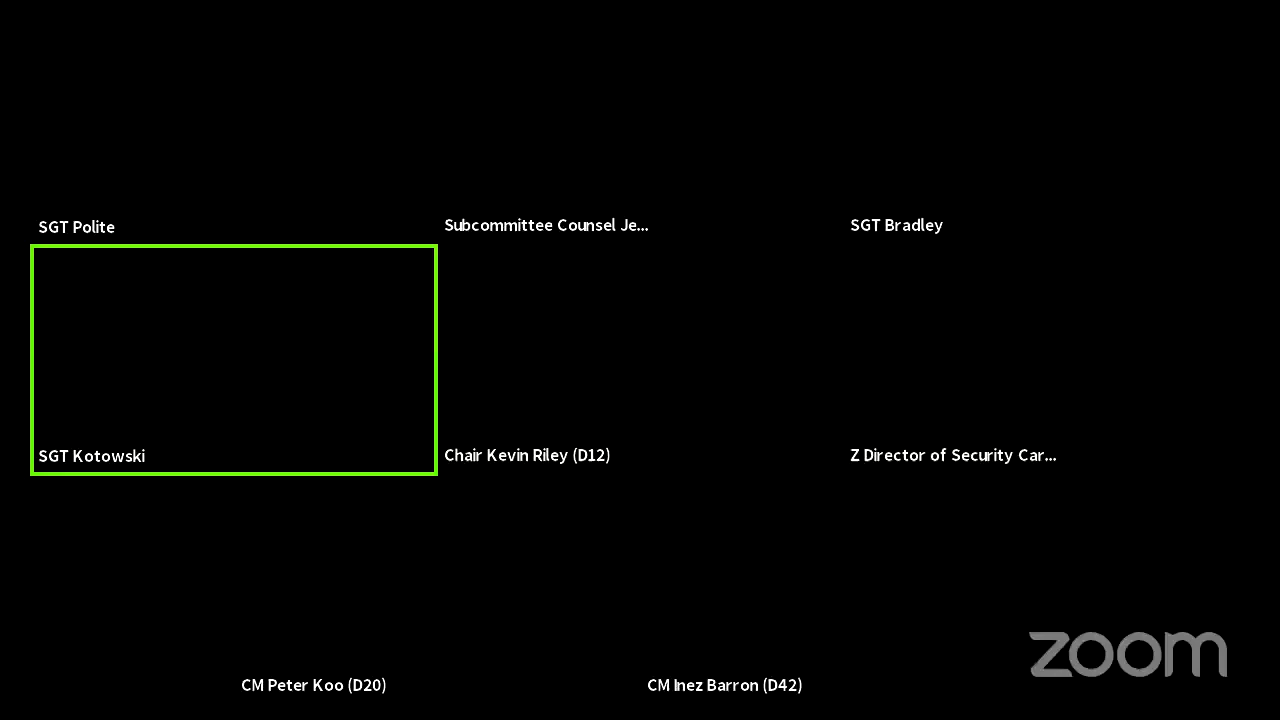 SGT Polite
Subcommittee Counsel Je...
SGT Bradley
SGT Kotowski
Chair Kevin Riley (D12)
Z Director of Security Car...
CM Peter Koo (D20)
CM Inez Barron (D42)
zoom